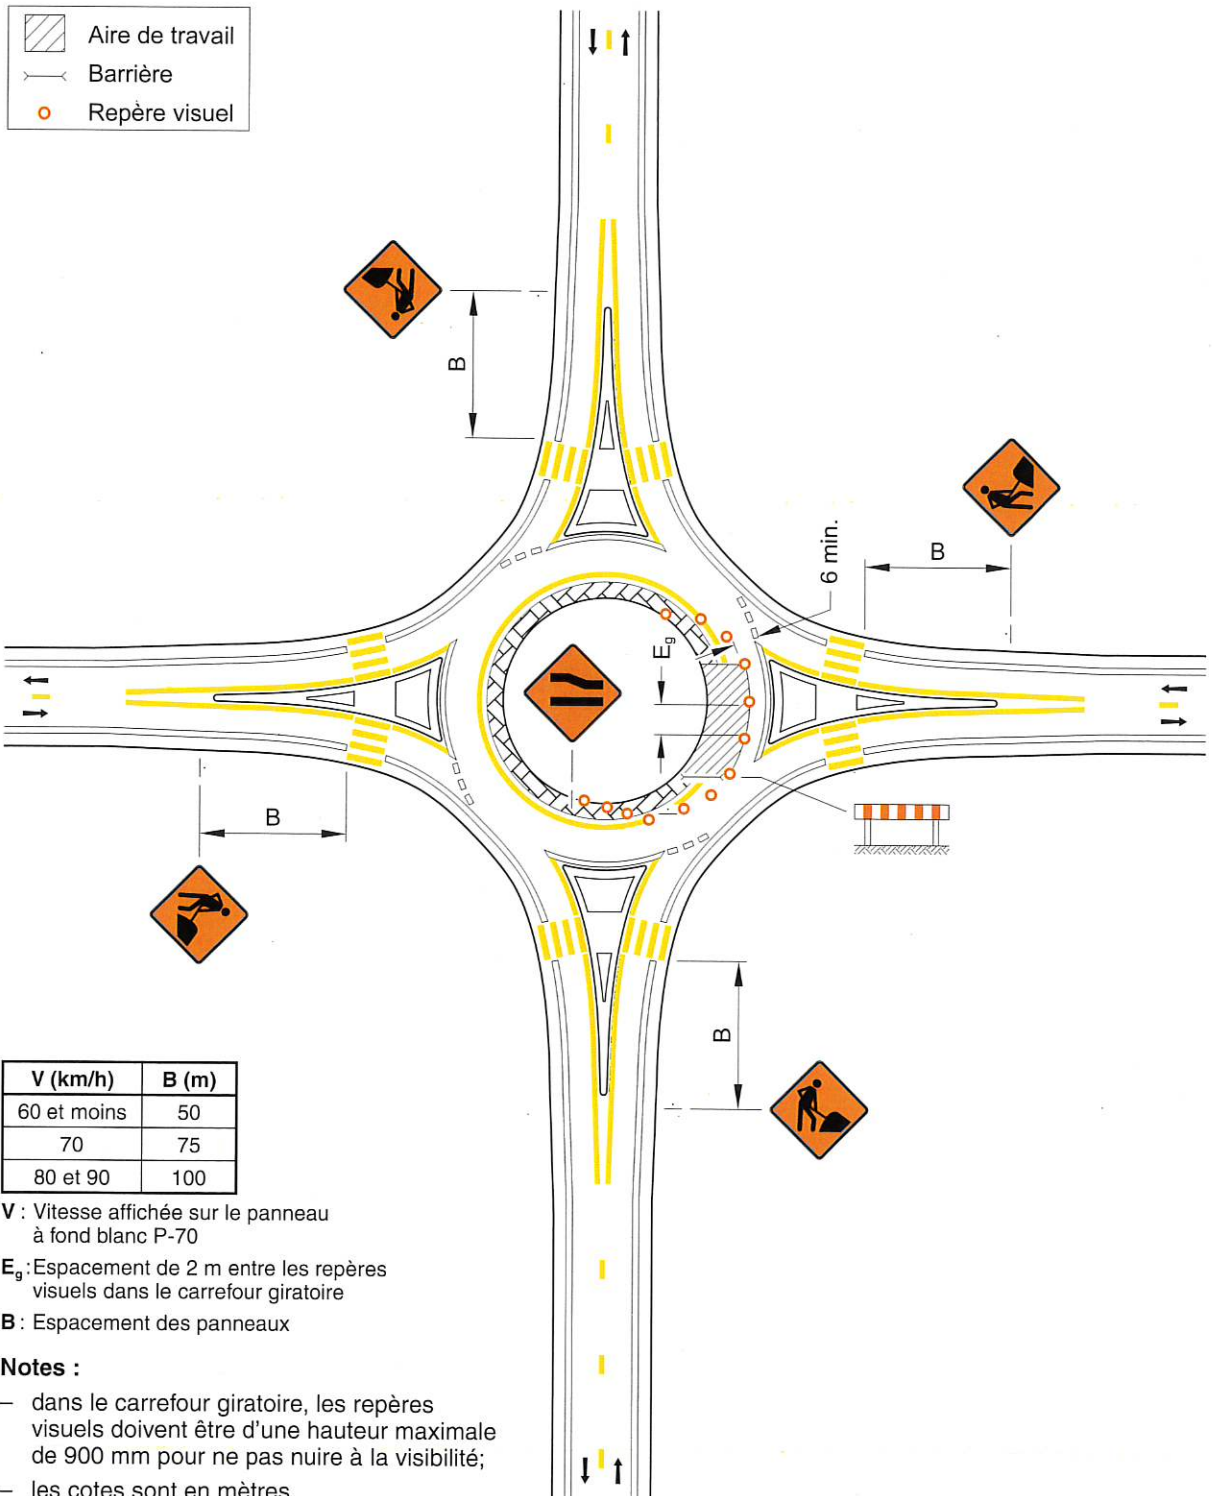 Aire de travail
Barrière
Repère visuel
B
B
6 min.
E_g
B
B
V (km/h) B (m)
60 et moins 50
70 75
80 et 90 100
V : Vitesse affichée sur le panneau
à fond blanc P-70
E_g : Espacement de 2 m entre les repères
visuels dans le carrefour giratoire
B : Espacement des panneaux
Notes :
– dans le carrefour giratoire, les repères
visuels doivent être d'une hauteur maximale
de 900 mm pour ne pas nuire à la visibilité;
– les cotes sont en mètres